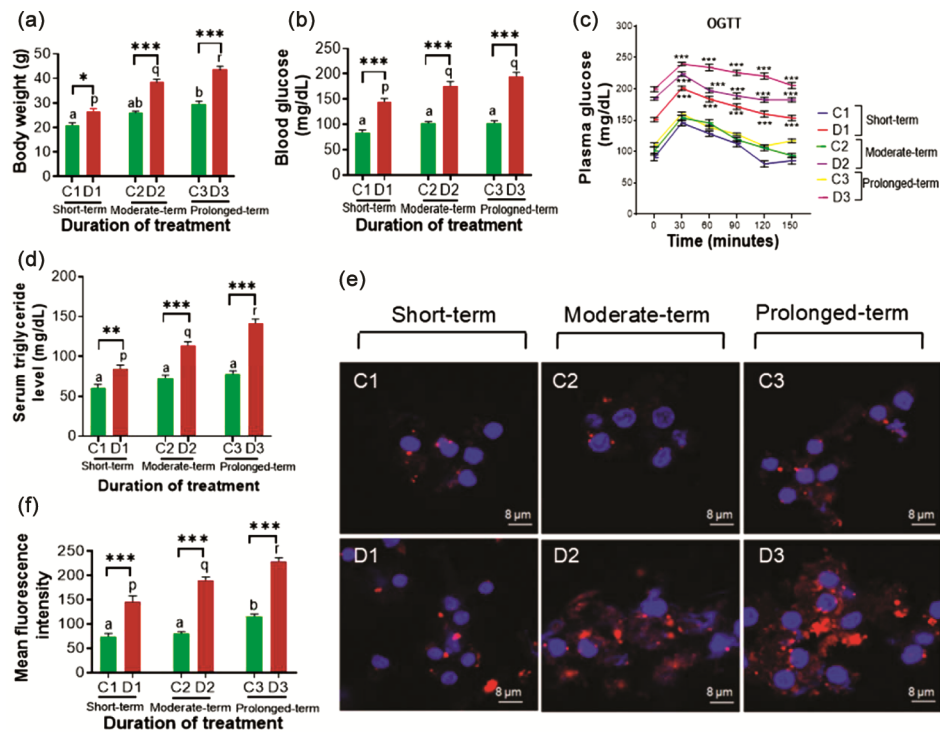 (a)
Body weight (g)
50
40
30
20
10
0
*
***
***
a
p
ab
q
b
r
C1 D1
C2 D2
C3 D3
Short-term
Moderate-term
Prolonged-term
Duration of treatment
(b)
Blood glucose
(mg/dL)
250
200
150
100
50
0
***
***
***
a
p
a
q
a
q
C1 D1
C2 D2
C3 D3
Short-term
Moderate-term
Prologned-term
Duration of treatment
(c)
OGTT
Plasma glucose
(mg/dL)
300
250
200
150
100
50
0
*** *** *** *** ***
*** *** *** *** ***
*** *** *** *** ***
0 30 60 90 120 150
Time (minutes)
C1
D1
Short-term
C2
D2
Moderate-term
C3
D3
Prolonged-term
(d)
Serum triglyceride
level (mg/dL)
200
150
100
50
0
**
***
***
a
p
a
q
a
r
C1 D1
C2 D2
C3 D3
Short-term
Moderate-term
Prolonged-term
Duration of treatment
(e)
Short-term
Moderate-term
Prolonged-term
C1
8 µm
C2
8 µm
C3
8 µm
D1
8 µm
D2
8 µm
D3
8 µm
(f)
Mean fluorescence
intensity
250
200
150
100
50
0
***
***
***
a
p
a
q
b
r
C1 D1
C2 D2
C3 D3
Short-term
Moderate-term
Prolonged-term
Duration of treatment